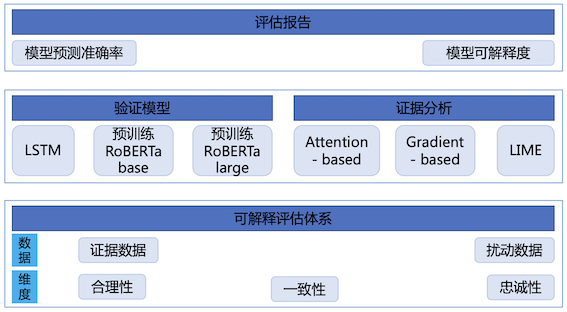 评估报告
模型预测准确率
模型可解释度
验证模型
证据分析
LSTM
预训练
RoBERTa
base
预训练
RoBERTa
large
Attention
- based
Gradient
- based
LIME
可解释评估体系
数
据
证据数据
扰动数据
维
度
合理性
一致性
忠诚性